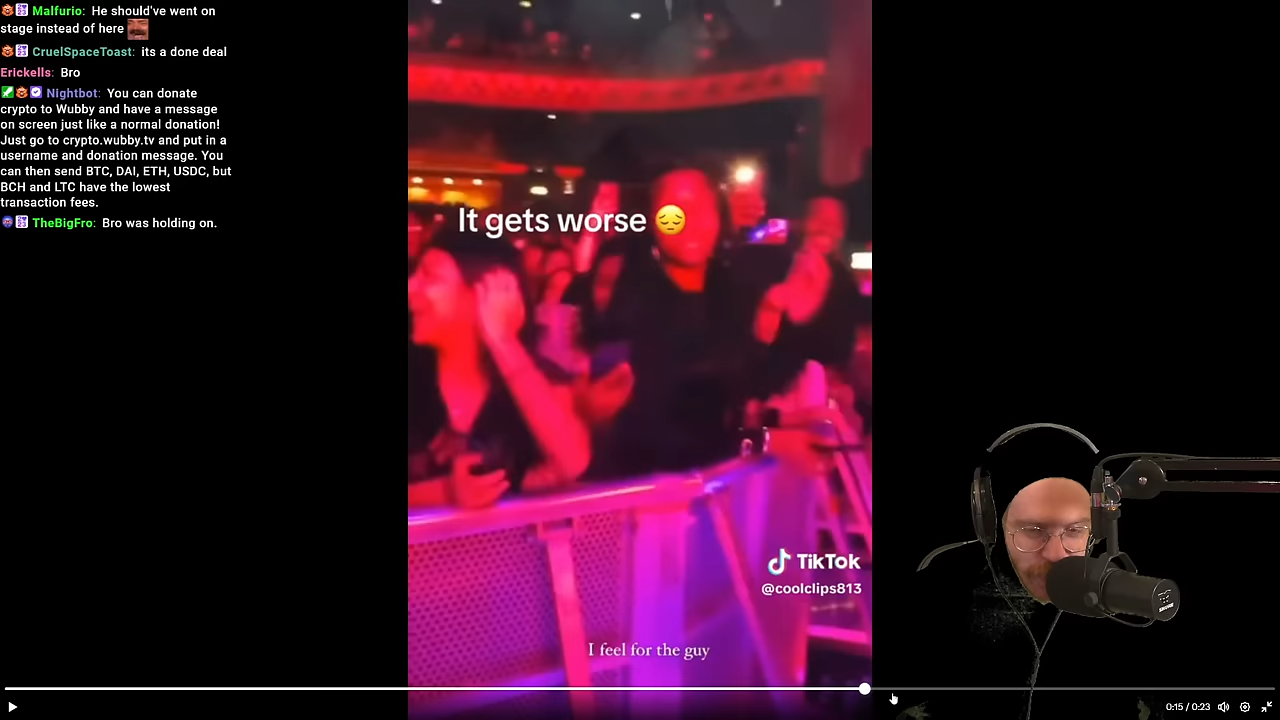 Malfurio: He should've went on
stage instead of here
CruelSpaceToast: its a done deal
Erickells: Bro
Nightbot: You can donate
crypto to Wubby and have a message
on screen just like a normal donation!
Just go to crypto.wubby.tv and put in a
username and donation message. You
can then send BTC, DAI, ETH, USDC, but
BCH and LTC have the lowest
transaction fees.
TheBigFro: Bro was holding on.
It gets worse 😔
TikTok
@coolclips813
I feel for the guy
0:15 / 0:23